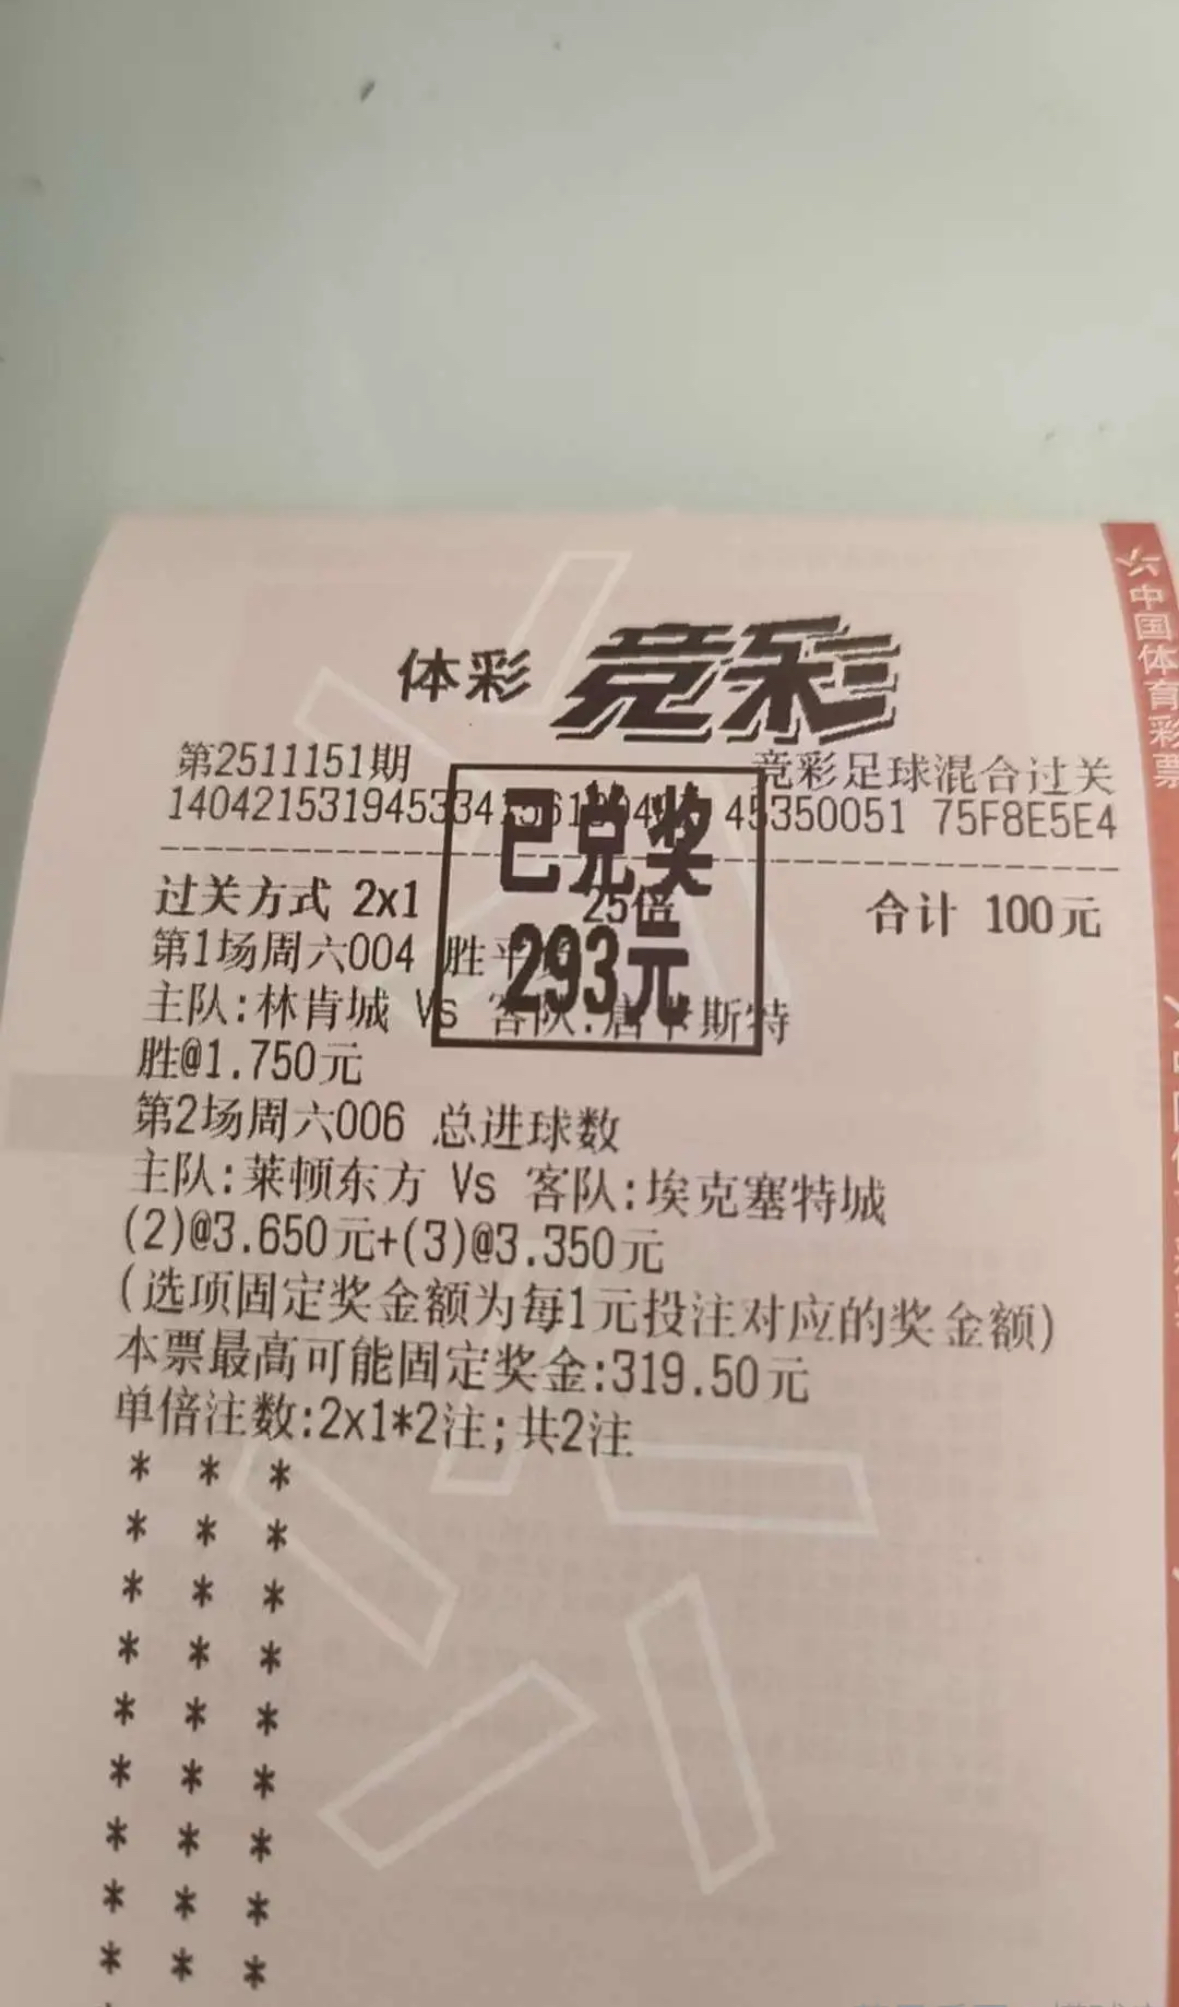 体彩 竞彩
第2511151期 竞彩足球混合过关
45350051 75F8E5E4
已兑奖
293元
过关方式 2x1 25倍 合计 100元
第1场周六004 胜平
主队:林肯城 Vs 客队:唐卡斯特
胜@1.750元
第2场周六006 总进球数
主队:莱顿东方 Vs 客队:埃克塞特城
(2)@3.650元+(3)@3.350元
(选项固定奖金额为每1元投注对应的奖金额)
本票最高可能固定奖金:319.50元
单倍注数:2x1*2注;共2注
* * *
* * *
* * *
* * *
* * *
* * *
* * *
* * *
* * *
中国体育彩票